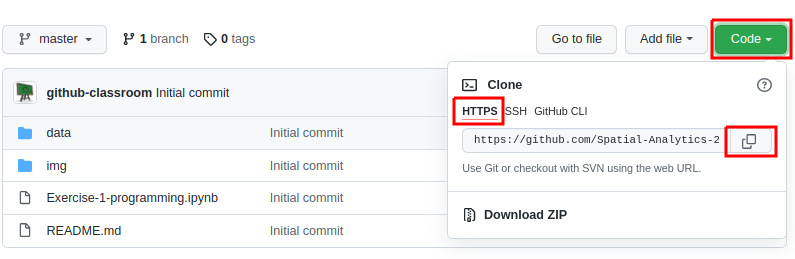 master 1 branch 0 tags Go to file Add file Code
github-classroom Initial commit
data Initial commit
img Initial commit
Exercise-1-programming.ipynb Initial commit
README.md Initial commit
Clone
HTTPS SSH GitHub CLI
https://github.com/Spatial-Analytics-2
Use Git or checkout with SVN using the web URL.
Download ZIP